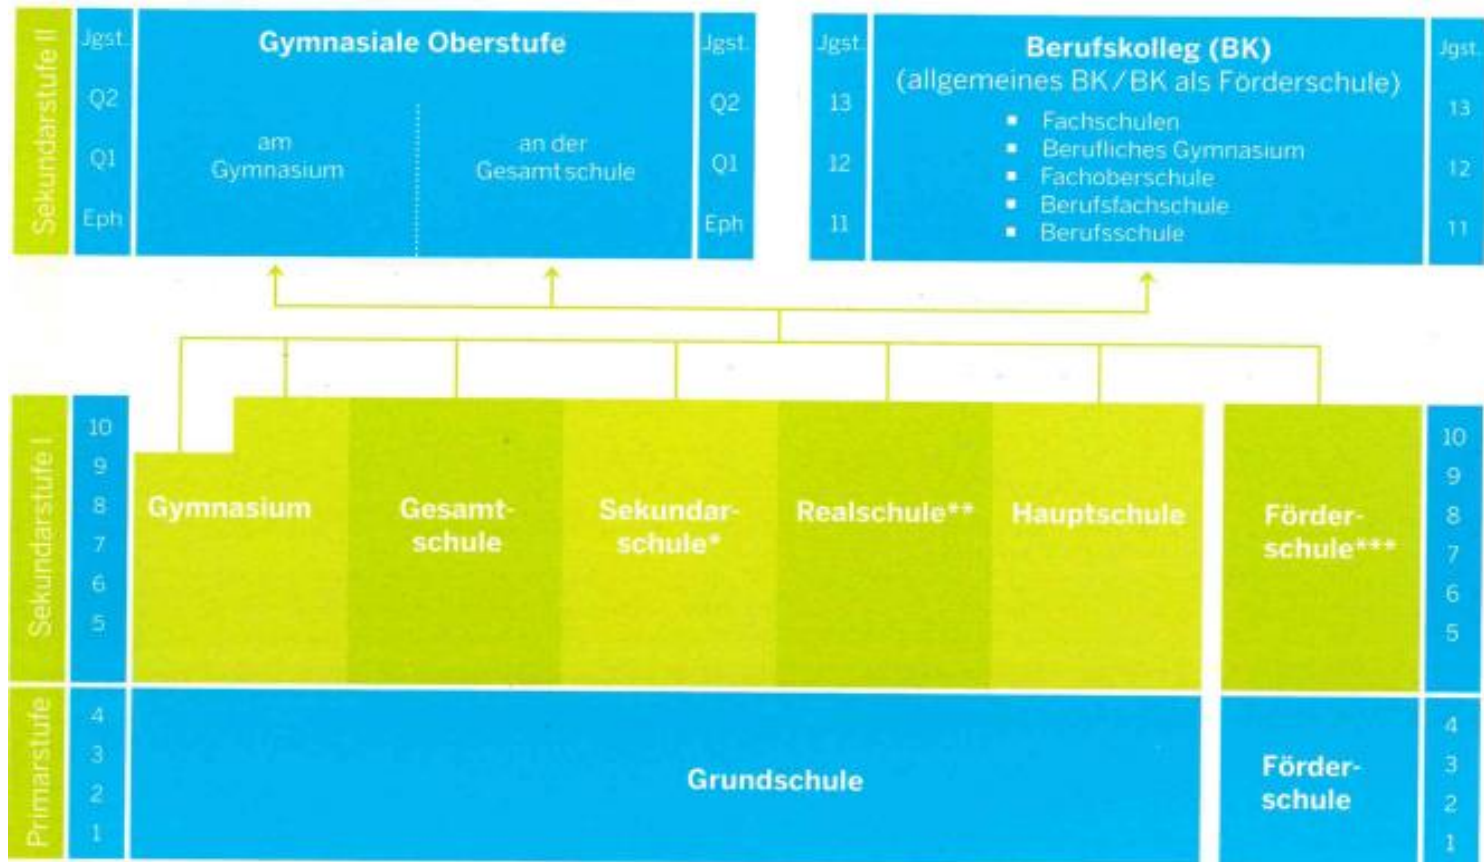 Sekundarstufe II
Jgst.
Q2
Q1
Eph
Gymnasiale Oberstufe
am
Gymnasium
an der
Gesamtschule
Jgst.
Q2
Q1
Eph
Jgst.
13
12
11
Berufskolleg (BK)
(allgemeines BK/BK als Förderschule)
▪ Fachschulen
▪ Berufliches Gymnasium
▪ Fachoberschule
▪ Berufsfachschule
▪ Berufsschule
Jgst.
13
12
11
Sekundarstufe I
10
9
8
7
6
5
Gymnasium
Gesamt-
schule
Sekundar-
schule*
Realschule**
Hauptschule
Förder-
schule***
10
9
8
7
6
5
Primarstufe
4
3
2
1
Grundschule
Förder-
schule
4
3
2
1